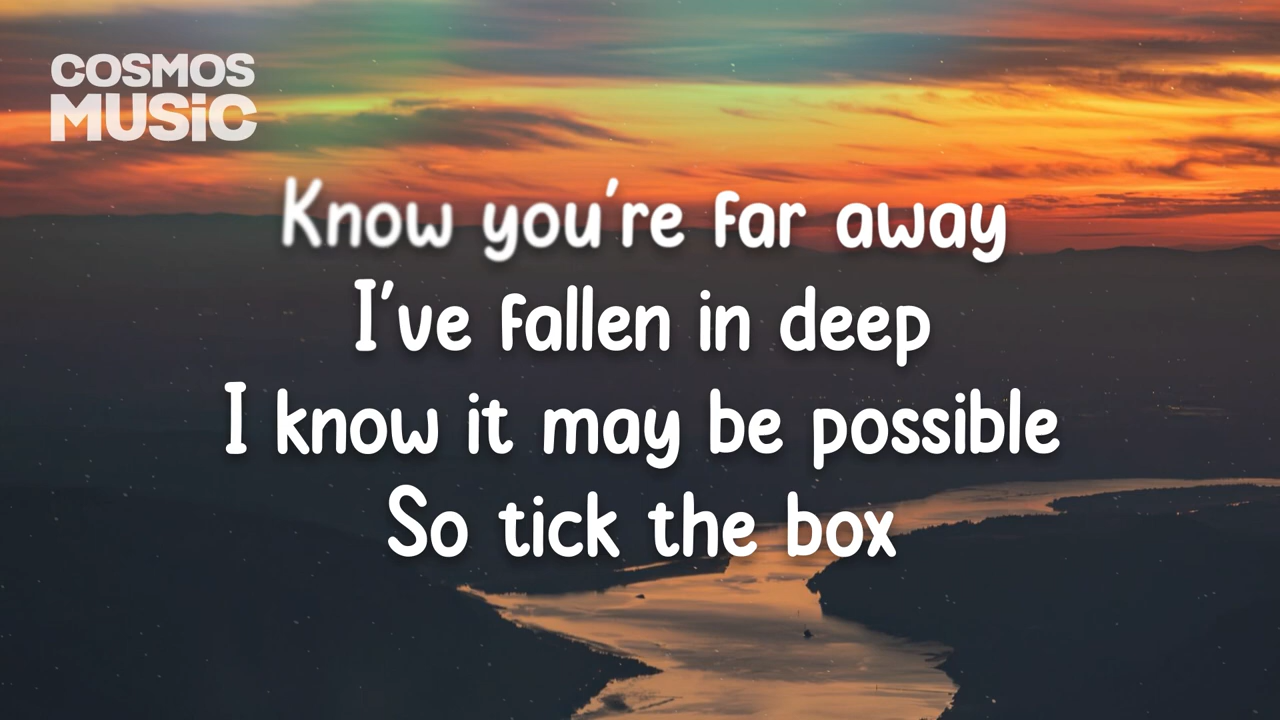 COSMOS
MUSiC
Know you're far away
I've fallen in deep
I know it may be possible
So tick the box